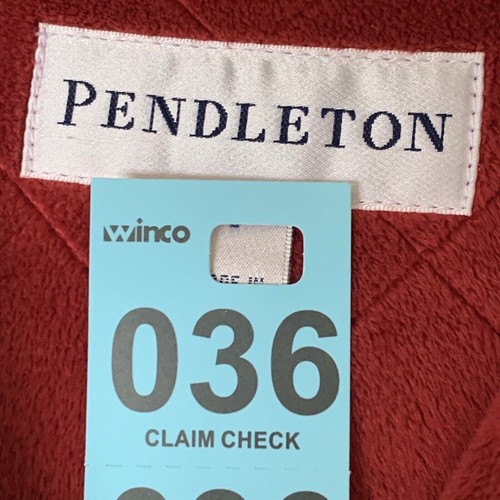 PENDLETON
winco
036
CLAIM CHECK